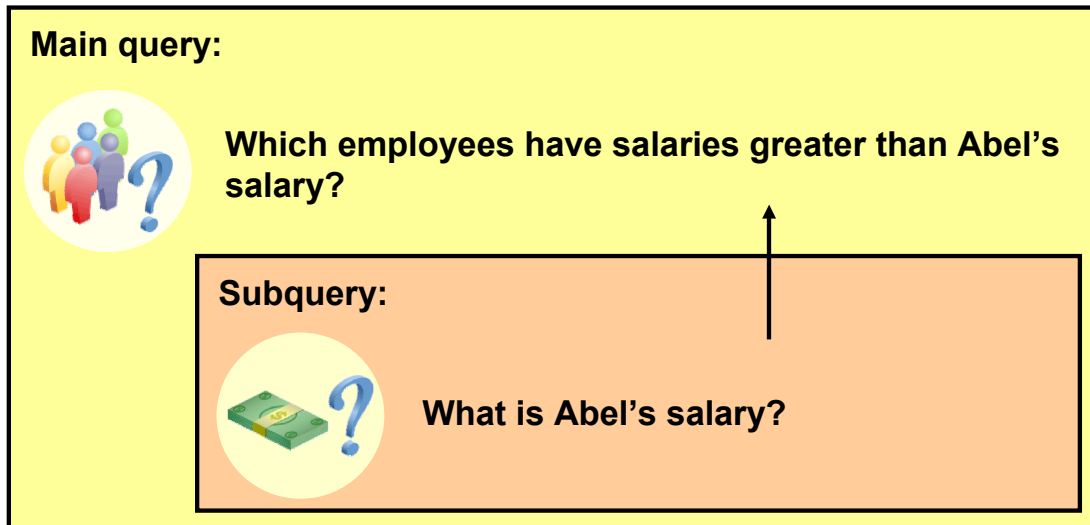 Main query:
Which employees have salaries greater than Abel’s
salary?
Subquery:
What is Abel’s salary?